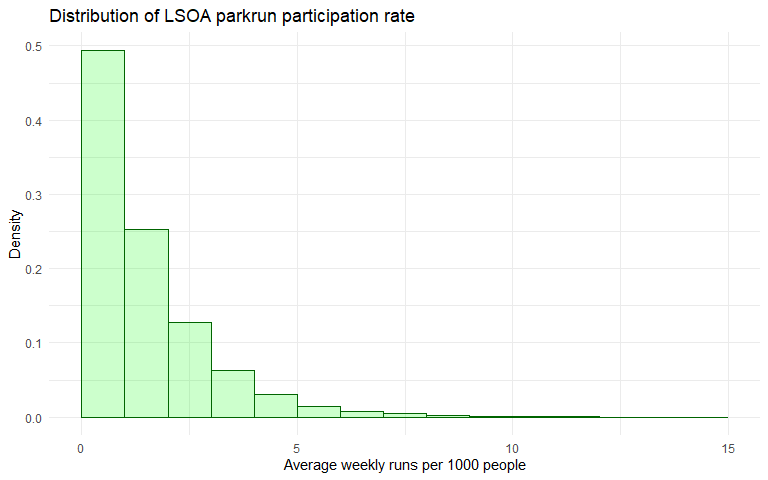 Distribution of LSOA parkrun participation rate
0.5
0.4
0.3
0.2
0.1
0.0
Density
0 5 10 15
Average weekly runs per 1000 people